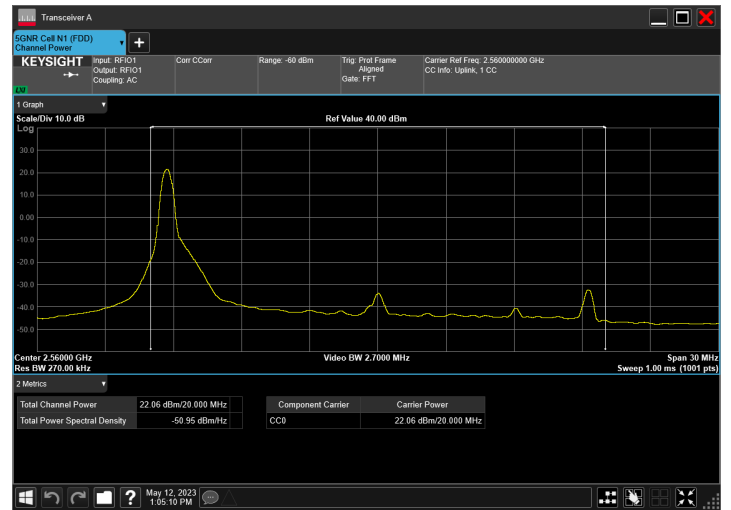 Transceiver A
5GNR Cell N1 (FDD)
Channel Power
KEYSIGHT
LXI
Input: RFIO1
Output: RFIO1
Coupling: AC
Corr CCorr
Range: -60 dBm
Trig: Prot Frame
Aligned
Gate: FFT
Carrier Ref Freq: 2.560000000 GHz
CC Info: Uplink, 1 CC
1 Graph
Scale/Div 10.0 dB
Ref Value 40.00 dBm
Log
30.0
20.0
10.0
0.00
-10.0
-20.0
-30.0
-40.0
-50.0
Center 2.56000 GHz
Video BW 2.7000 MHz
Span 30 MHz
Res BW 270.00 kHz
Sweep 1.00 ms (1001 pts)
2 Metrics
Total Channel Power 22.06 dBm/20.000 MHz
Total Power Spectral Density -50.95 dBm/Hz
Component Carrier Carrier Power
CC0 22.06 dBm/20.000 MHz
?
May 12, 2023
1:05:10 PM